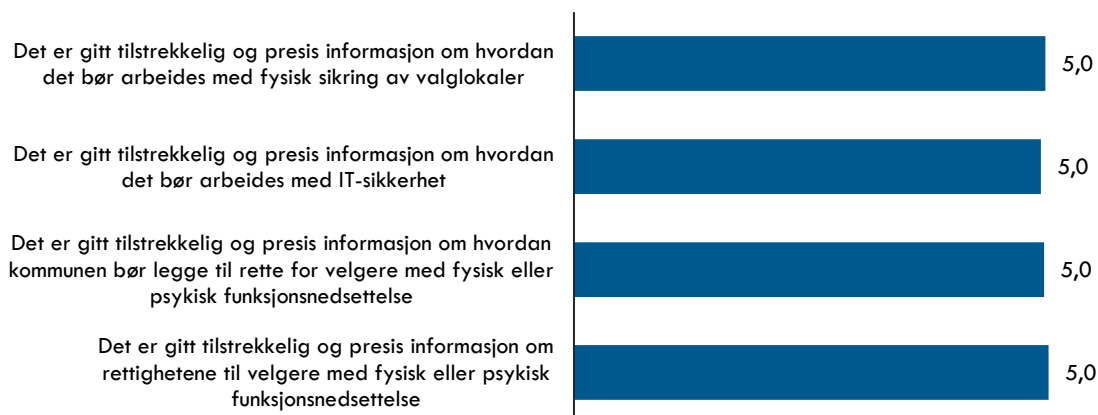 Det er gitt tilstrekkelig og presis informasjon om hvordan
det bør arbeides med fysisk sikring av valglokaler
5,0
Det er gitt tilstrekkelig og presis informasjon om hvordan
det bør arbeides med IT-sikkerhet
5,0
Det er gitt tilstrekkelig og presis informasjon om hvordan
kommunen bør legge til rette for velgere med fysisk eller
psykisk funksjonsnedsettelse
5,0
Det er gitt tilstrekkelig og presis informasjon om
rettighetene til velgere med fysisk eller psykisk
funksjonsnedsettelse
5,0